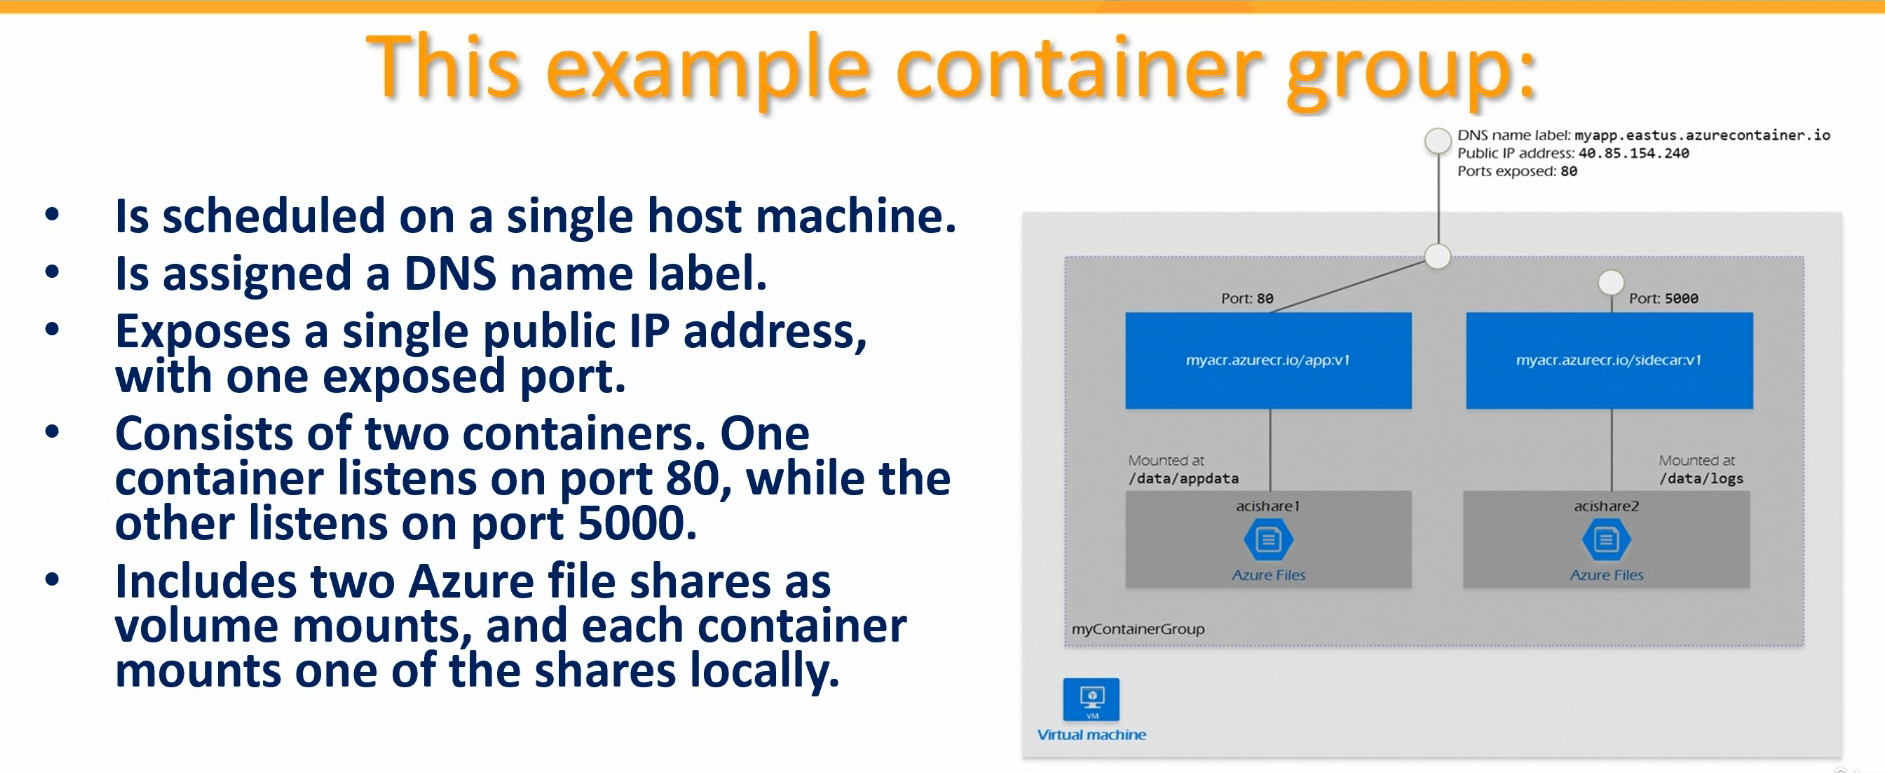 This example container group:
• Is scheduled on a single host machine.
• Is assigned a DNS name label.
• Exposes a single public IP address,
with one exposed port.
• Consists of two containers. One
container listens on port 80, while the
other listens on port 5000.
• Includes two Azure file shares as
volume mounts, and each container
mounts one of the shares locally.
DNS name label: myapp.eastus.azurecontainer.io
Public IP address: 40.85.154.240
Ports exposed: 80
Port: 80
Port: 5000
myacr.azurecr.io/app:v1
myacr.azurecr.io/sidecar:v1
Mounted at
/data/appdata
Mounted at
/data/logs
acishare1
Azure Files
acishare2
Azure Files
myContainerGroup
VM
Virtual machine